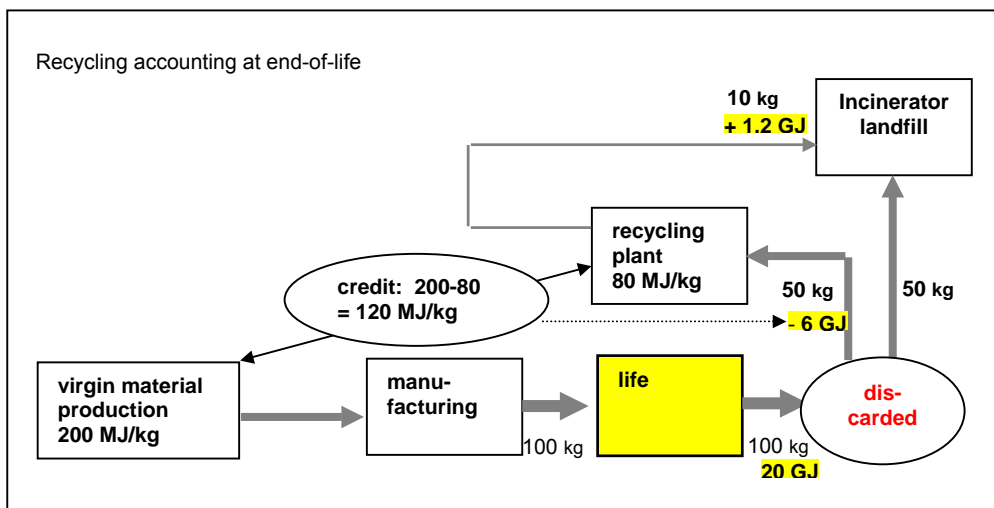 Recycling accounting at end-of-life
10 kg
+ 1.2 GJ
Incinerator
landfill
recycling
plant
80 MJ/kg
credit: 200-80
= 120 MJ/kg
50 kg
- 6 GJ
50 kg
virgin material
production
200 MJ/kg
manu-
facturing
100 kg
life
100 kg
20 GJ
dis-
carded